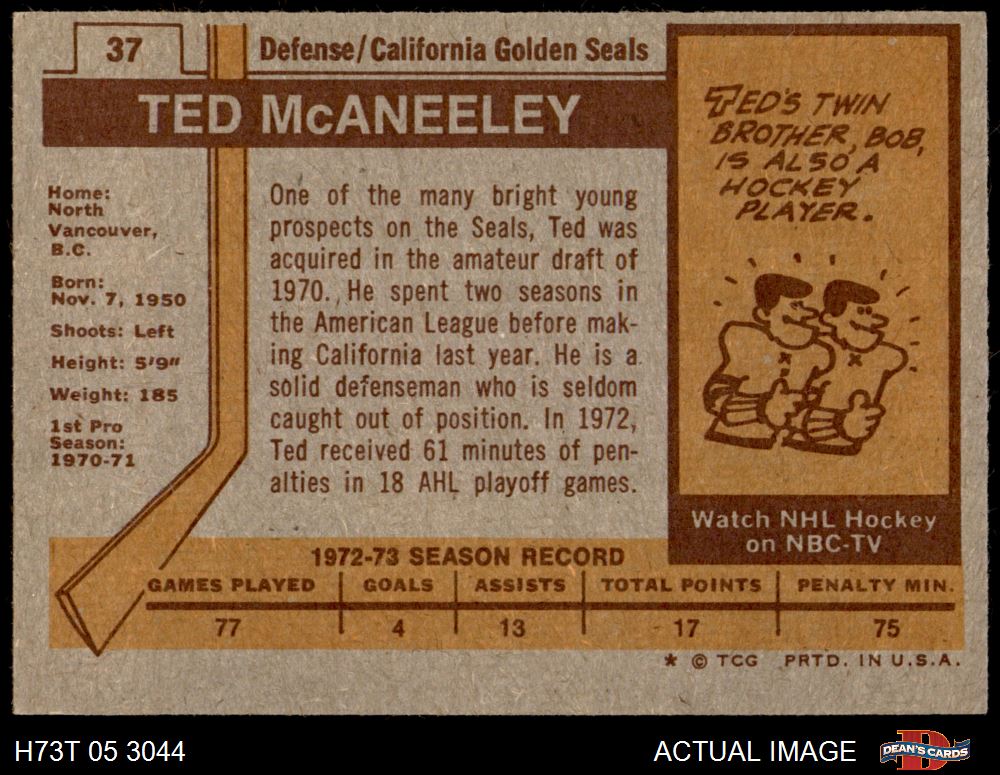 37
Defense/California Golden Seals
TED McANEELEY
Home:
North
Vancouver,
B.C.
Born:
Nov. 7, 1950
Shoots: Left
Height: 5'9"
Weight: 185
1st Pro
Season:
1970-71
One of the many bright young
prospects on the Seals, Ted was
acquired in the amateur draft of
1970. He spent two seasons in
the American League before mak-
ing California last year. He is a
solid defenseman who is seldom
caught out of position. In 1972,
Ted received 61 minutes of pen-
alties in 18 AHL playoff games.
TED'S TWIN
BROTHER, BOB,
IS ALSO A
HOCKEY
PLAYER.
Watch NHL Hockey
on NBC-TV
1972-73 SEASON RECORD
GAMES PLAYED GOALS ASSISTS TOTAL POINTS PENALTY MIN.
77 4 13 17 75
* © TCG PRTD. IN U.S.A.
H73T 05 3044 ACTUAL IMAGE D DEAN'S CARDS